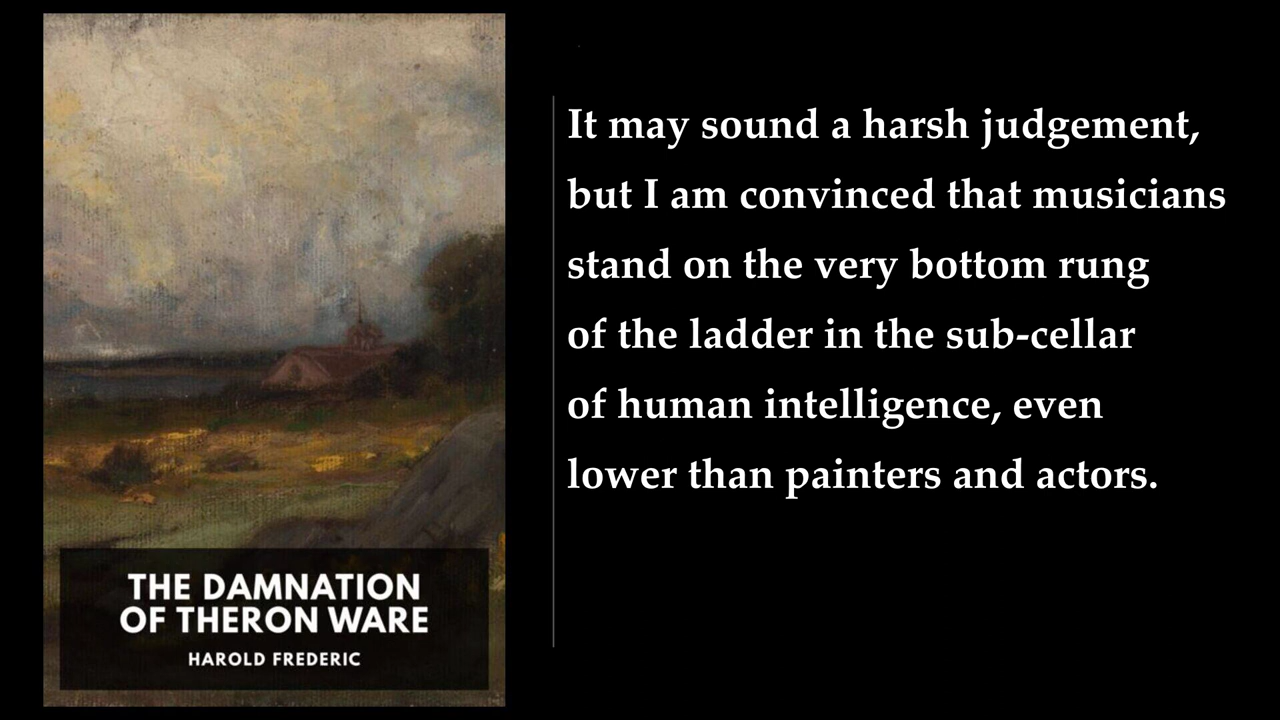 THE DAMNATION
OF THERON WARE
HAROLD FREDERIC
It may sound a harsh judgement,
but I am convinced that musicians
stand on the very bottom rung
of the ladder in the sub-cellar
of human intelligence, even
lower than painters and actors.